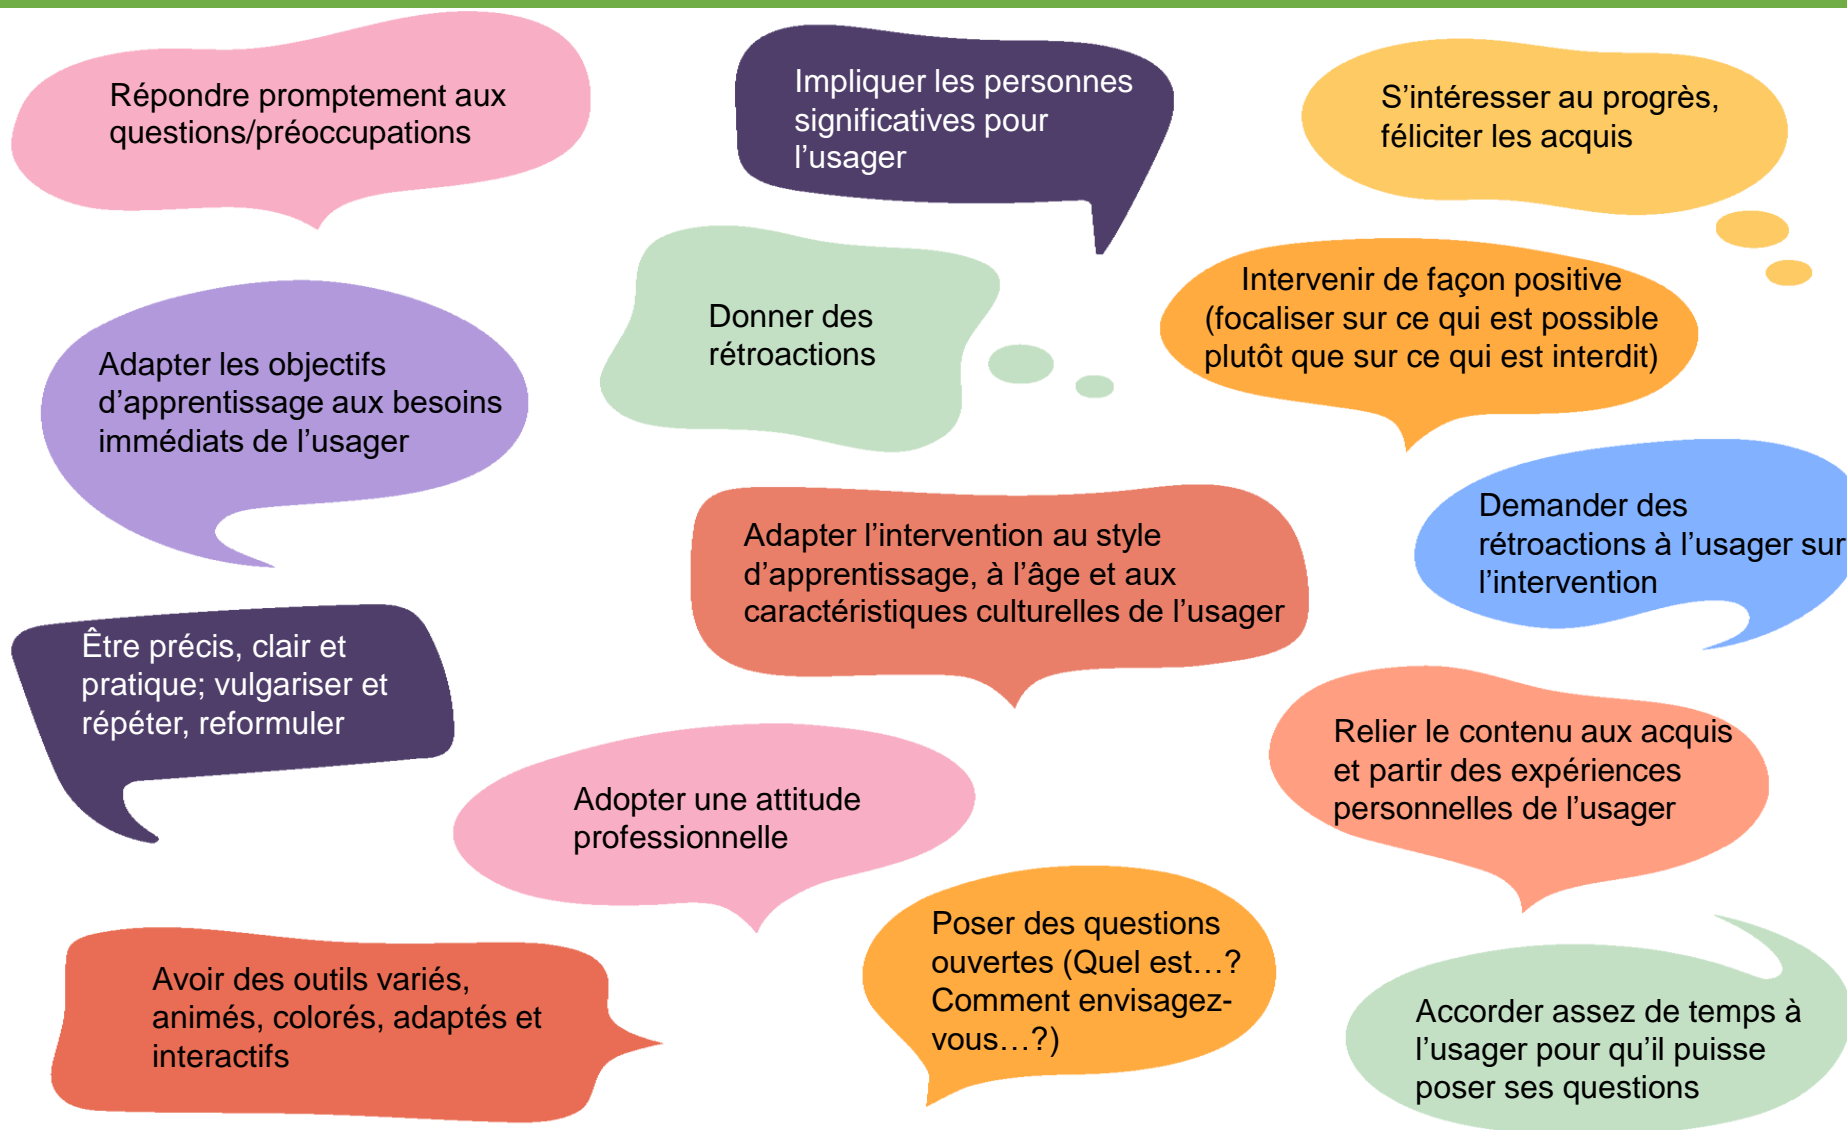 Répondre promptement aux
questions/préoccupations
Impliquer les personnes
significatives pour
l’usager
S’intéresser au progrès,
féliciter les acquis
Adapter les objectifs
d’apprentissage aux besoins
immédiats de l’usager
Donner des
rétroactions
Intervenir de façon positive
(focaliser sur ce qui est possible
plutôt que sur ce qui est interdit)
Adapter l’intervention au style
d’apprentissage, à l’âge et aux
caractéristiques culturelles de l’usager
Demander des
rétroactions à l’usager sur
l’intervention
Être précis, clair et
pratique; vulgariser et
répéter, reformuler
Adopter une attitude
professionnelle
Relier le contenu aux acquis
et partir des expériences
personnelles de l’usager
Avoir des outils variés,
animés, colorés, adaptés et
interactifs
Poser des questions
ouvertes (Quel est…?
Comment envisagez-
vous…?)
Accorder assez de temps à
l’usager pour qu’il puisse
poser ses questions